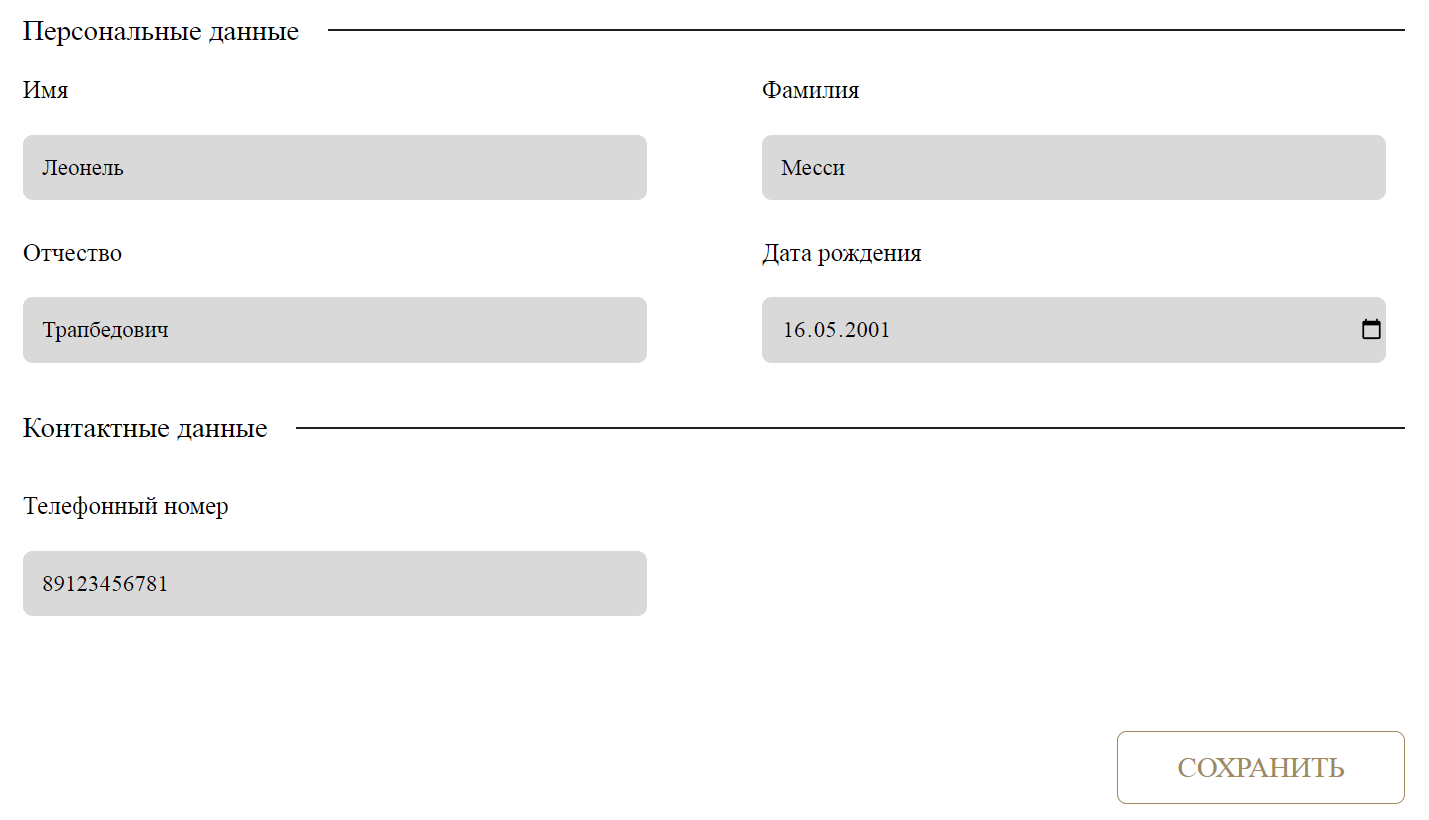 Персональные данные
Имя
Фамилия
Леонель
Месси
Отчество
Дата рождения
Трапбедович
16.05.2001
Контактные данные
Телефонный номер
89123456781
СОХРАНИТЬ